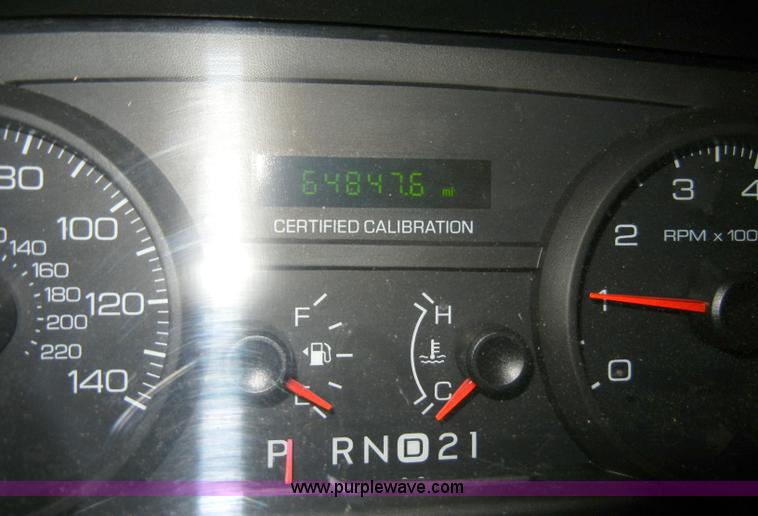 64847.6 mi
CERTIFIED CALIBRATION
80
100
120
140
140
160
180
200
220
F
E
H
C
0
1
2
3
4
RPM x 100
P R N D 2 1
www.purplewave.com